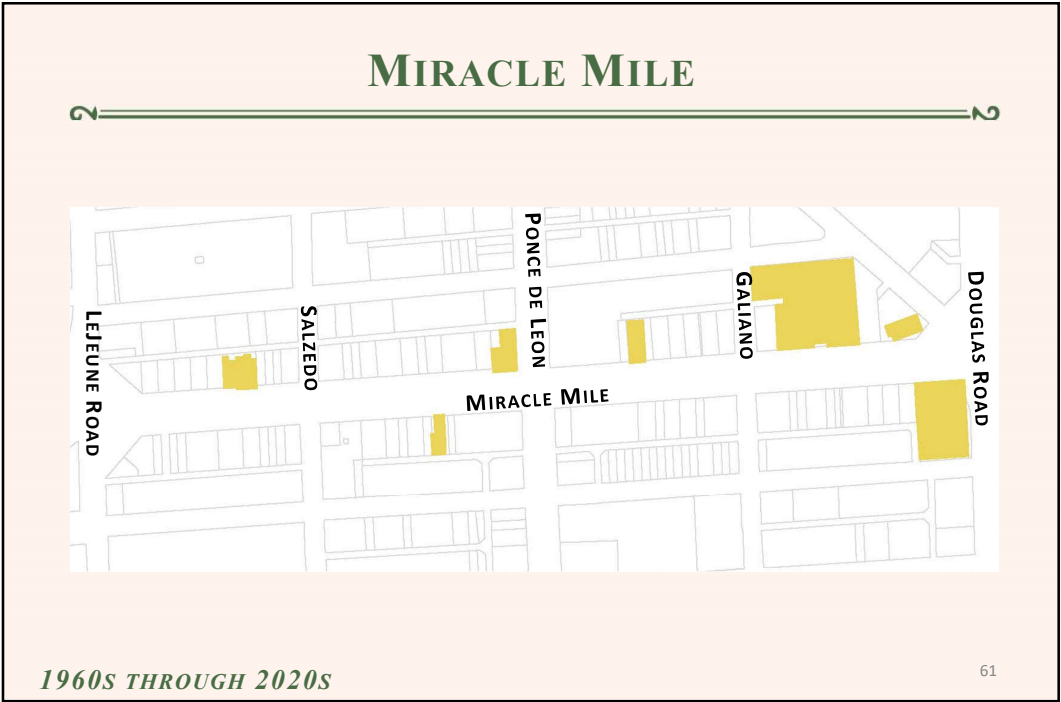 MIRACLE MILE
LEJEUNE ROAD
SALZEDO
PONCE DE LEON
MIRACLE MILE
GALIANO
DOUGLAS ROAD
1960S THROUGH 2020S
61